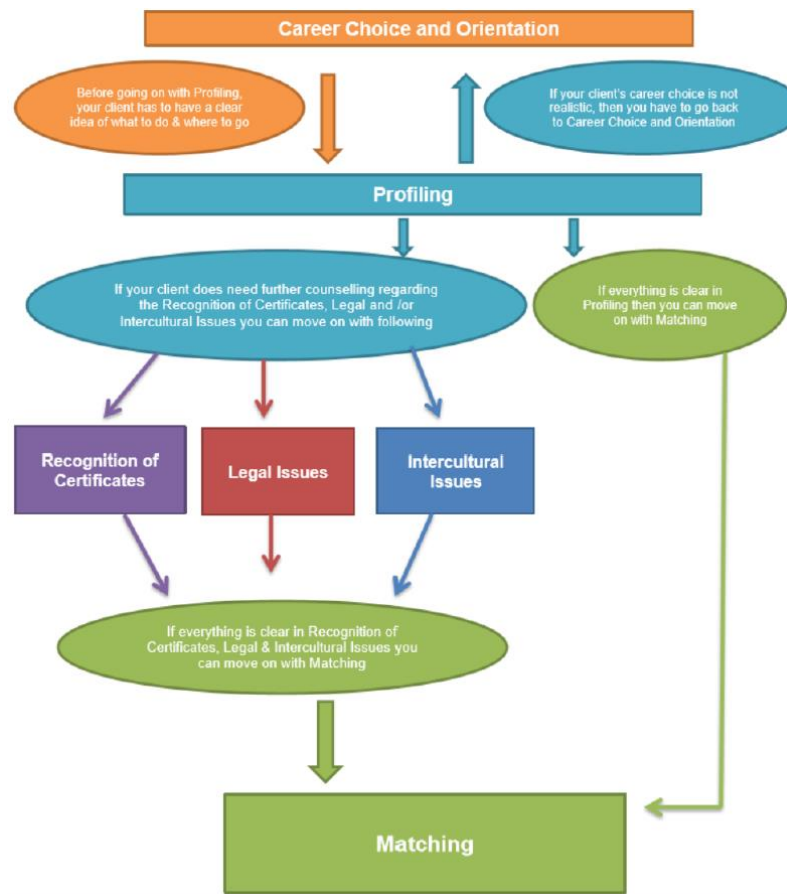 Career Choice and Orientation
Before going on with Profiling,
your client has to have a clear
idea of what to do & where to go
If your client's career choice is not
realistic, then you have to go back
to Career Choice and Orientation
Profiling
If your client does need further counselling regarding
the Recognition of Certificates, Legal and /or
Intercultural Issues you can move on with following
If everything is clear in
Profiling then you can move
on with Matching
Recognition of
Certificates
Legal Issues
Intercultural
Issues
If everything is clear in Recognition of
Certificates, Legal & Intercultural Issues you
can move on with Matching
Matching